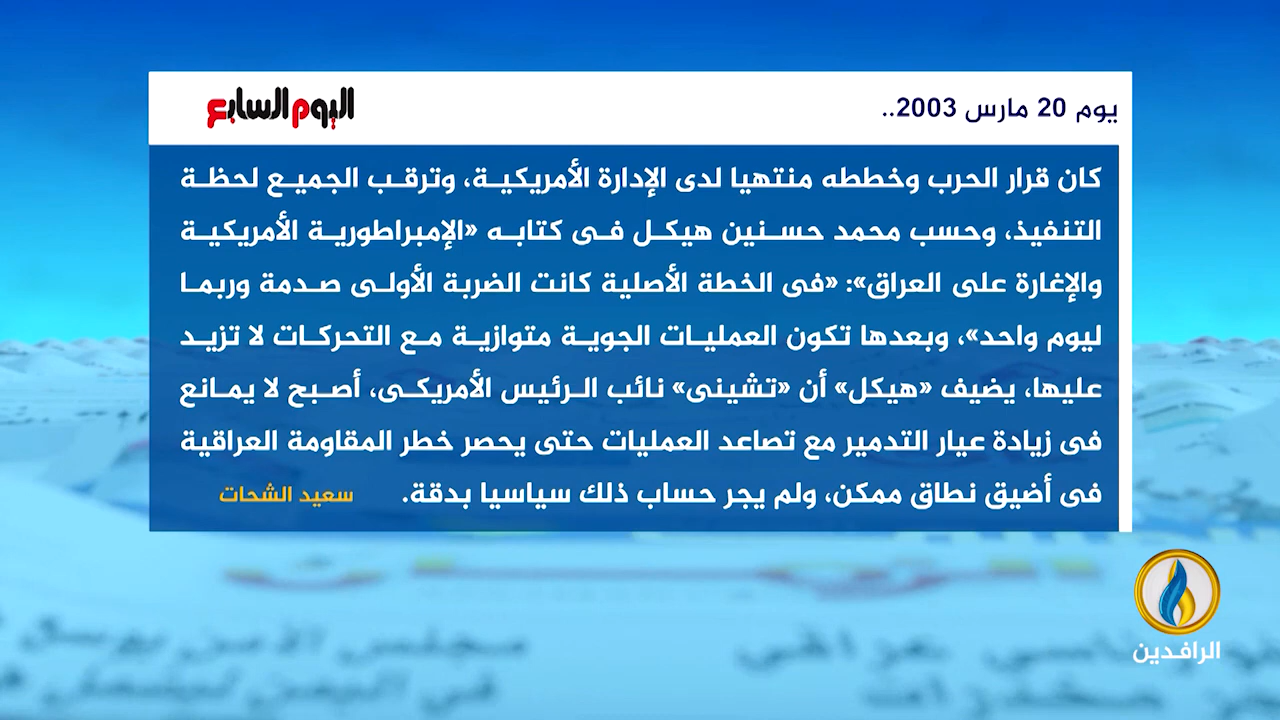 يوم 20 مارس 2003..
اليوم السابع
كان قرار الحرب وخططه منتهيا لدى الإدارة الأمريكية، وترقب الجميع لحظة
التنفيذ، وحسب محمد حسنين هيكل فى كتابه «الإمبراطورية الأمريكية
والإغارة على العراق»: «فى الخطة الأصلية كانت الضربة الأولى صدمة وربما
ليوم واحد»، وبعدها تكون العمليات الجوية متوازية مع التحركات لا تزيد
عليها، يضيف «هيكل» أن «تشينى» نائب الرئيس الأمريكى، أصبح لا يمانع
فى زيادة عيار التدمير مع تصاعد العمليات حتى يحصر خطر المقاومة العراقية
فى أضيق نطاق ممكن، ولم يجر حساب ذلك سياسيا بدقة.
سعيد الشحات
الرافدين
مجلس الأمن
فى اليمن